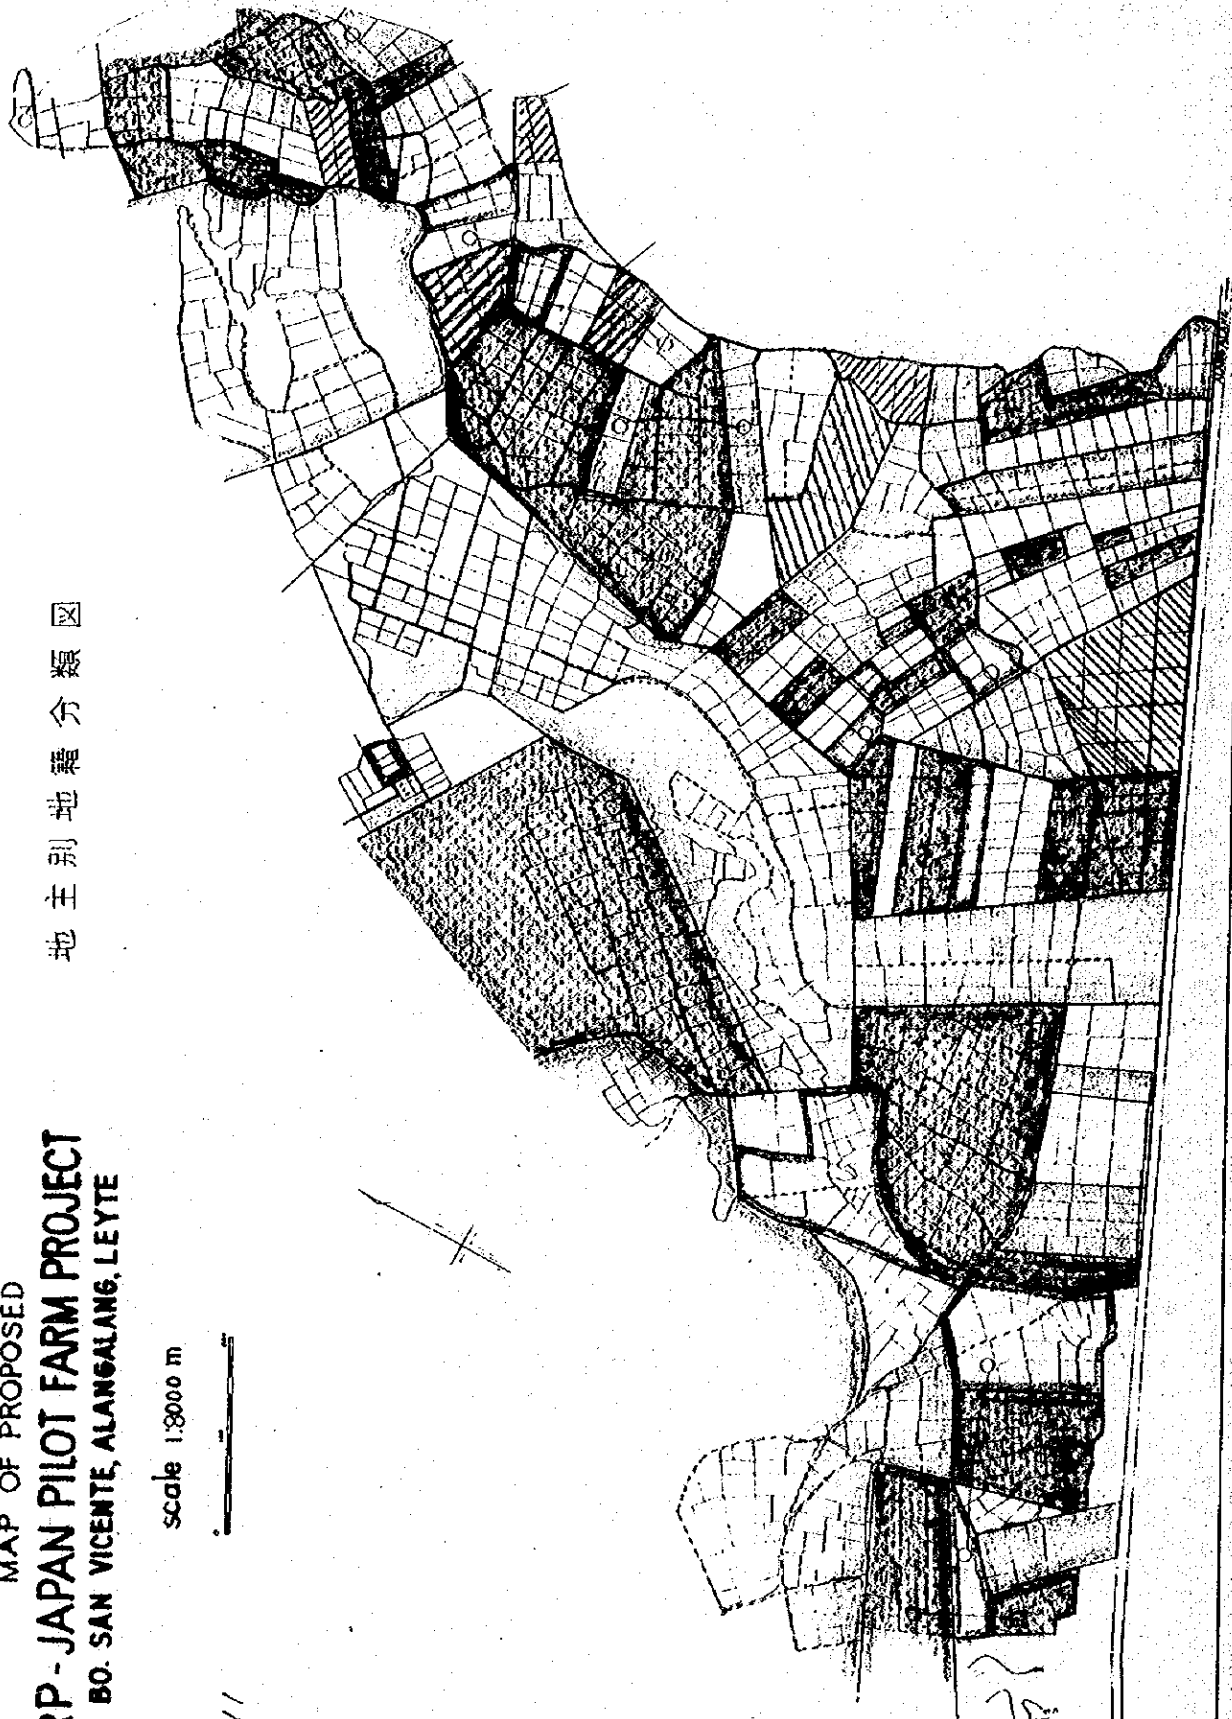 MAP OF PROPOSED
RP-JAPAN PILOT FARM PROJECT
BO. SAN VICENTE, ALANGALANG, LEYTE
scale 1:8000 m
地主別地籍分類図